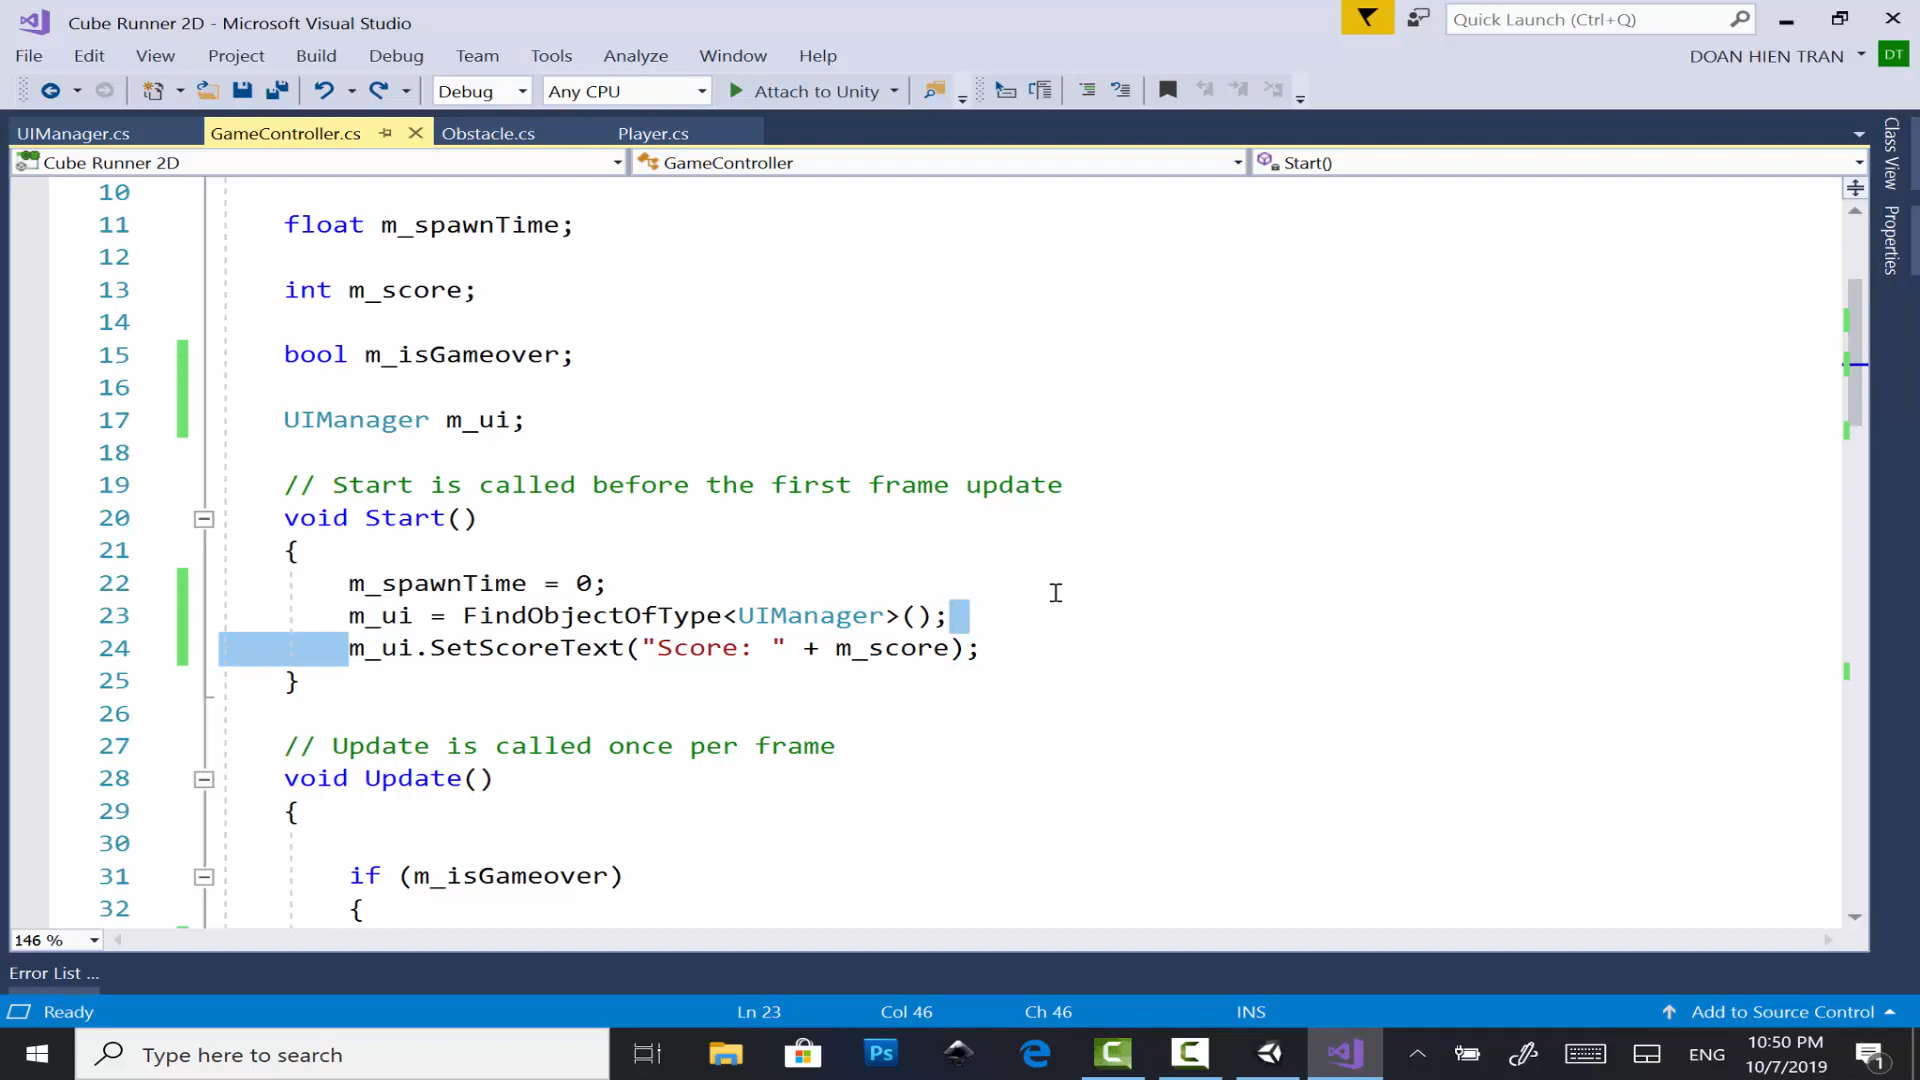 Cube Runner 2D - Microsoft Visual Studio
Quick Launch (Ctrl+Q)
File Edit View Project Build Debug Team Tools Analyze Window Help
DOAN HIEN TRAN DT
Debug Any CPU Attach to Unity
UIManager.cs GameController.cs Obstacle.cs Player.cs
Cube Runner 2D GameController Start()
Class View
Properties
10
11 float m_spawnTime;
12
13 int m_score;
14
15 bool m_isGameover;
16
17 UIManager m_ui;
18
19 // Start is called before the first frame update
20 void Start()
21 {
22 m_spawnTime = 0;
23 m_ui = FindObjectOfType<UIManager>();
24 m_ui.SetScoreText("Score: " + m_score);
25 }
26
27 // Update is called once per frame
28 void Update()
29 {
30
31 if (m_isGameover)
32 {
146 %
Error List ...
Ready Ln 23 Col 46 Ch 46 INS Add to Source Control
Type here to search
Ps
ENG
10:50 PM
10/7/2019
1